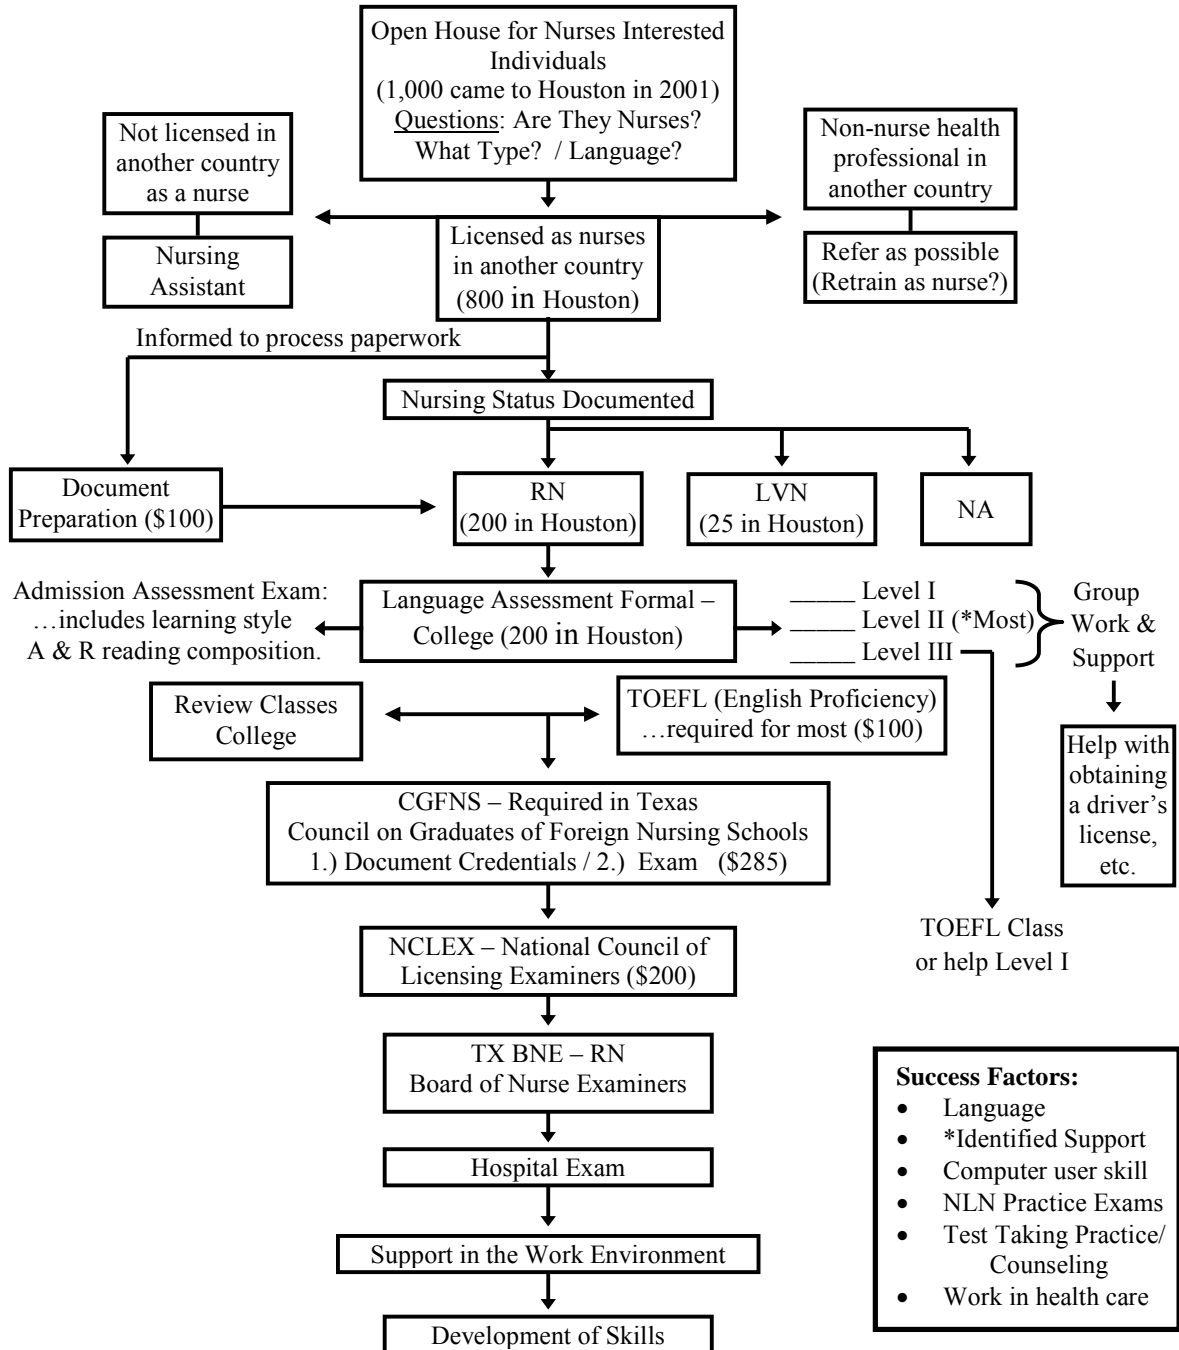 Open House for Nurses Interested
Individuals
(1,000 came to Houston in 2001)
Questions: Are They Nurses?
What Type?  / Language?
Not licensed in
another country
as a nurse
Nursing
Assistant
Non-nurse health
professional in
another country
Refer as possible
(Retrain as nurse?)
Licensed as nurses
in another country
(800 in Houston)
Informed to process paperwork
Nursing Status Documented
Document
Preparation ($100)
RN
(200 in Houston)
LVN
(25 in Houston)
NA
Admission Assessment Exam:
…includes learning style
A & R reading composition.
Language Assessment Formal –
College (200 in Houston)
_____ Level I
_____ Level II (*Most)
_____ Level III
Group
Work &
Support
Review Classes
College
TOEFL (English Proficiency)
…required for most ($100)
Help with
obtaining
a driver’s
license,
etc.
CGFNS – Required in Texas
Council on Graduates of Foreign Nursing Schools
1.) Document Credentials / 2.)  Exam   ($285)
TOEFL Class
or help Level I
NCLEX – National Council of
Licensing Examiners ($200)
TX BNE – RN
Board of Nurse Examiners
Hospital Exam
Support in the Work Environment
Development of Skills
Success Factors:
• Language
• *Identified Support
• Computer user skill
• NLN Practice Exams
• Test Taking Practice/
Counseling
• Work in health care